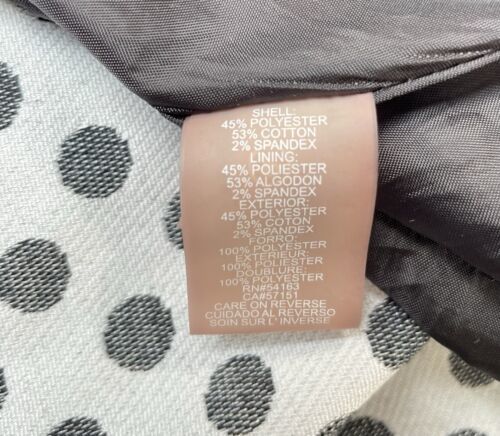 SHELL:
45% POLYESTER
53% COTTON
2% SPANDEX
LINING:
45% POLIESTER
53% ALGODON
2% SPANDEX
EXTERIOR:
45% POLYESTER
53% COTON
2% SPANDEX
FORRO:
100% POLYESTER
EXTERIEUR:
100% POLIESTER
DOUBLURE:
100% POLYESTER
RN#54163
CA#57151
CARE ON REVERSE
CUIDADO AL REVERSO
SOIN SUR L' INVERSE